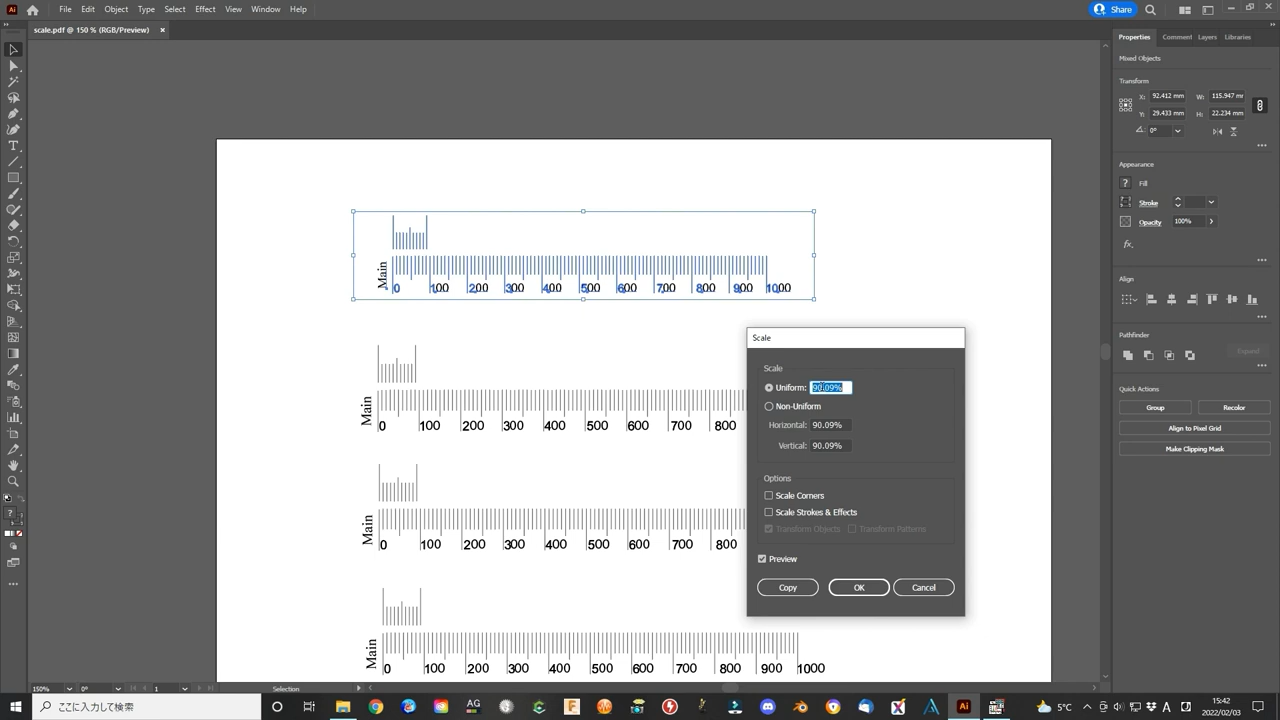 Ai File Edit Object Type Select Effect View Window Help Share
scale.pdf @ 150 % (RGB/Preview) ×
Properties Comment Layers Libraries
Mixed Objects
Transform
X: 92.412 mm W: 115.947 mr
Y: 29.433 mm H: 22.234 mm
0°
Appearance
? Fill
Stroke
Opacity 100%
fx.
Align
Pathfinder
Expand
Quick Actions
Group Recolor
Align to Pixel Grid
Make Clipping Mask
Main
0 100 200 300 400 500 600 700 800 900 1000
Main
0 100 200 300 400 500 600 700 800
Main
0 100 200 300 400 500 600 700 800
Main
0 100 200 300 400 500 600 700 800 900 1000
Scale
Scale
Uniform: 90.09%
Non-Uniform
Horizontal: 90.09%
Vertical: 90.09%
Options
Scale Corners
Scale Strokes & Effects
Transform Objects Transform Patterns
Preview
Copy OK Cancel
150% 0° 1 Selection
ここに入力して検索
AG
5°C
A
15:42
2022/02/03